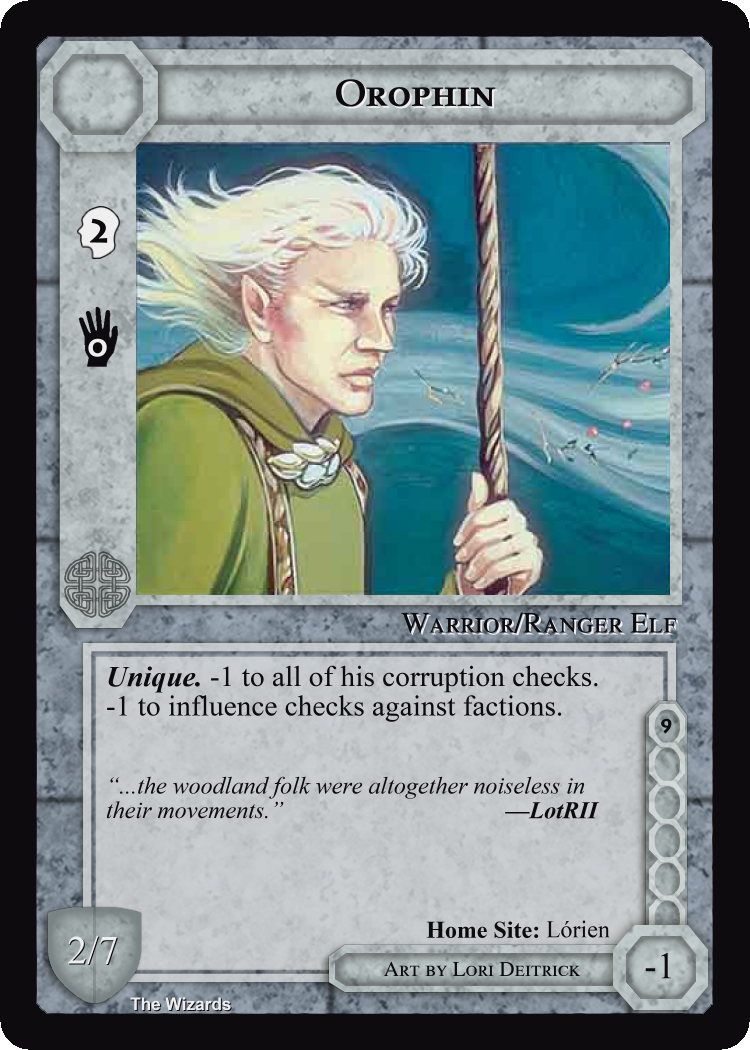 Orophin
2
0
Warrior/Ranger Elf
Unique. -1 to all of his corruption checks.
-1 to influence checks against factions.
9
“...the woodland folk were altogether noiseless in
their movements.” —LotRII
Home Site: Lórien
2/7
Art by Lori Deitrick
-1
The Wizards